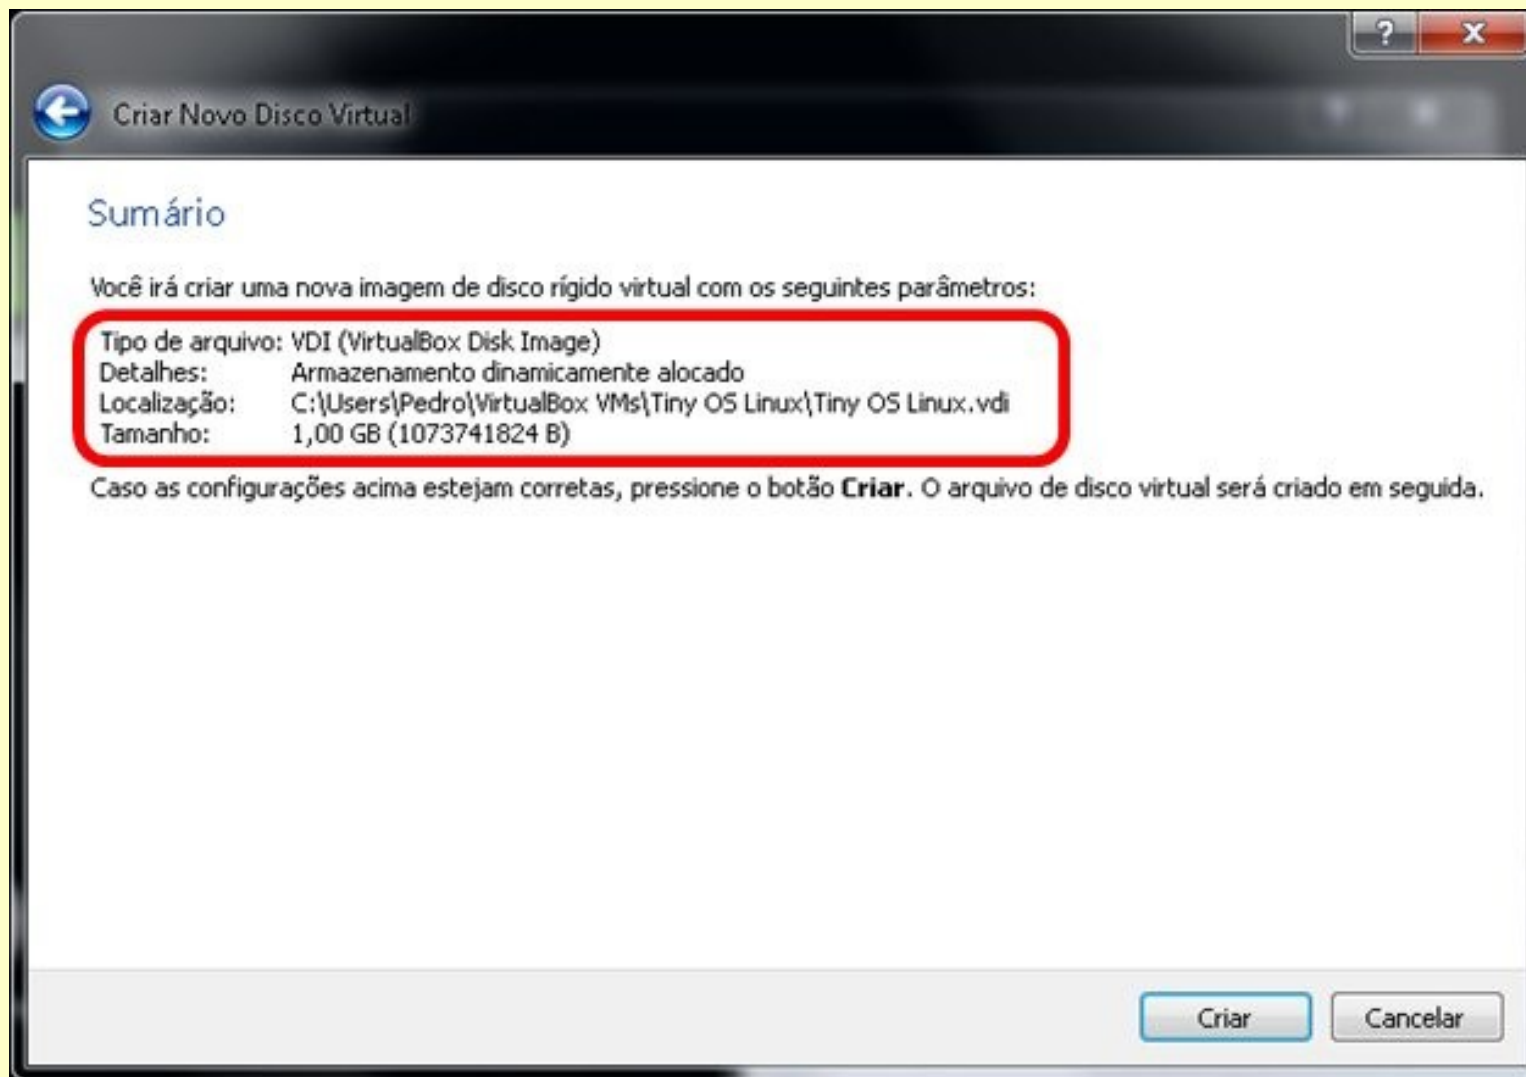 ?
Criar Novo Disco Virtual
Sumário
Você irá criar uma nova imagem de disco rígido virtual com os seguintes parâmetros:
Tipo de arquivo: VDI (VirtualBox Disk Image)
Detalhes: Armazenamento dinamicamente alocado
Localização: C:\Users\Pedro\VirtualBox VMs\Tiny OS Linux\Tiny OS Linux.vdi
Tamanho: 1,00 GB (1073741824 B)
Caso as configurações acima estejam corretas, pressione o botão Criar. O arquivo de disco virtual será criado em seguida.
Criar Cancelar